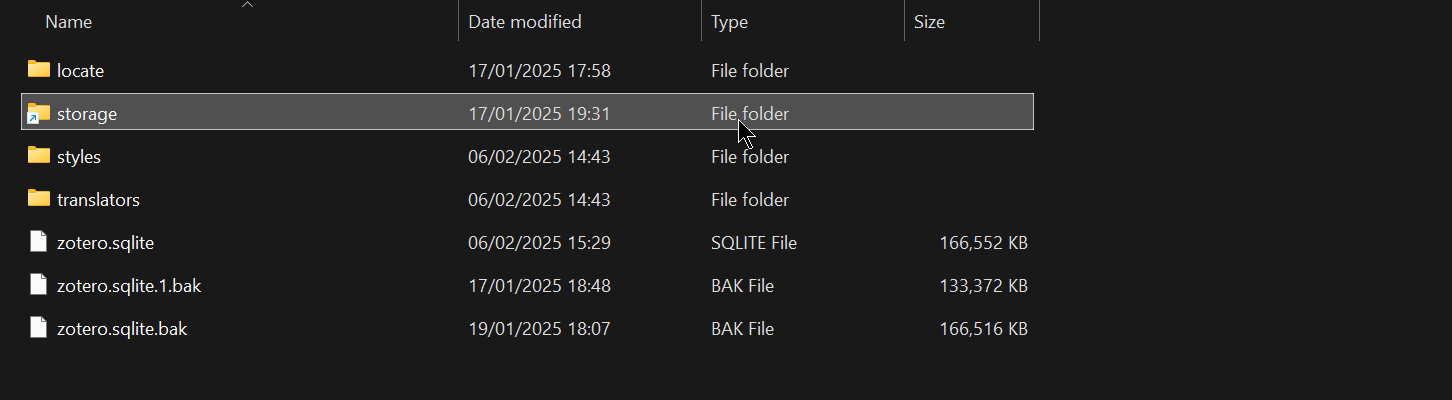 Name Date modified Type Size
locate 17/01/2025 17:58 File folder
storage 17/01/2025 19:31 File folder
styles 06/02/2025 14:43 File folder
translators 06/02/2025 14:43 File folder
zotero.sqlite 06/02/2025 15:29 SQLITE File 166,552 KB
zotero.sqlite.1.bak 17/01/2025 18:48 BAK File 133,372 KB
zotero.sqlite.bak 19/01/2025 18:07 BAK File 166,516 KB